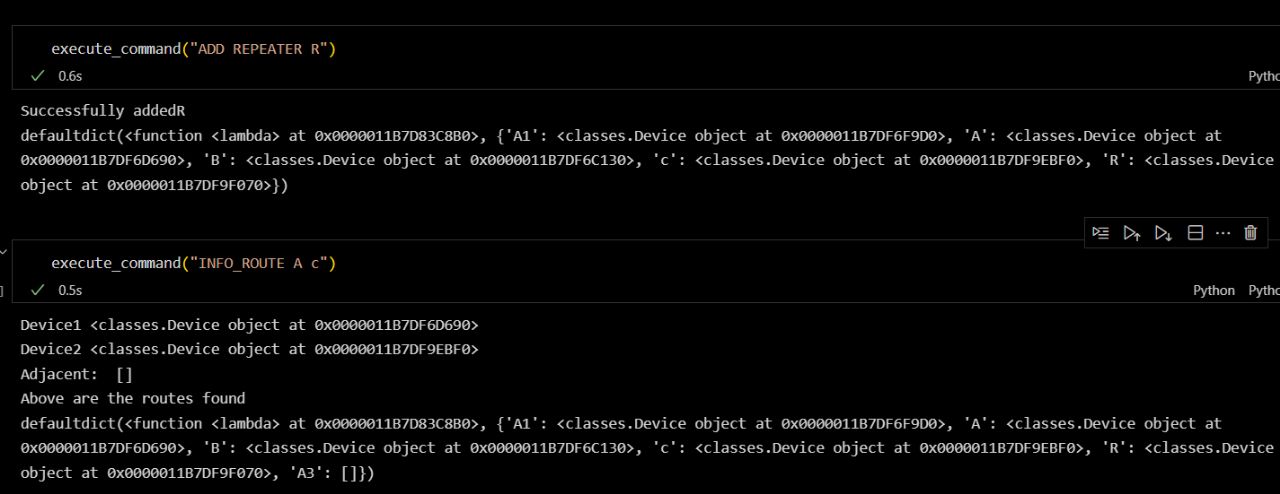 execute_command("ADD REPEATER R")
0.6s
Pytho
Successfully addedR
defaultdict(<function <lambda> at 0x0000011B7D83C8B0>, {'A1': <classes.Device object at 0x0000011B7DF6F9D0>, 'A': <classes.Device object at
0x0000011B7DF6D690>, 'B': <classes.Device object at 0x0000011B7DF6C130>, 'c': <classes.Device object at 0x0000011B7DF9EBF0>, 'R': <classes.Device
object at 0x0000011B7DF9F070>})
execute_command("INFO_ROUTE A c")
]
0.5s
Python Pytho
Device1 <classes.Device object at 0x0000011B7DF6D690>
Device2 <classes.Device object at 0x0000011B7DF9EBF0>
Adjacent:  []
Above are the routes found
defaultdict(<function <lambda> at 0x0000011B7D83C8B0>, {'A1': <classes.Device object at 0x0000011B7DF6F9D0>, 'A': <classes.Device object at
0x0000011B7DF6D690>, 'B': <classes.Device object at 0x0000011B7DF6C130>, 'c': <classes.Device object at 0x0000011B7DF9EBF0>, 'R': <classes.Device
object at 0x0000011B7DF9F070>, 'A3': []})